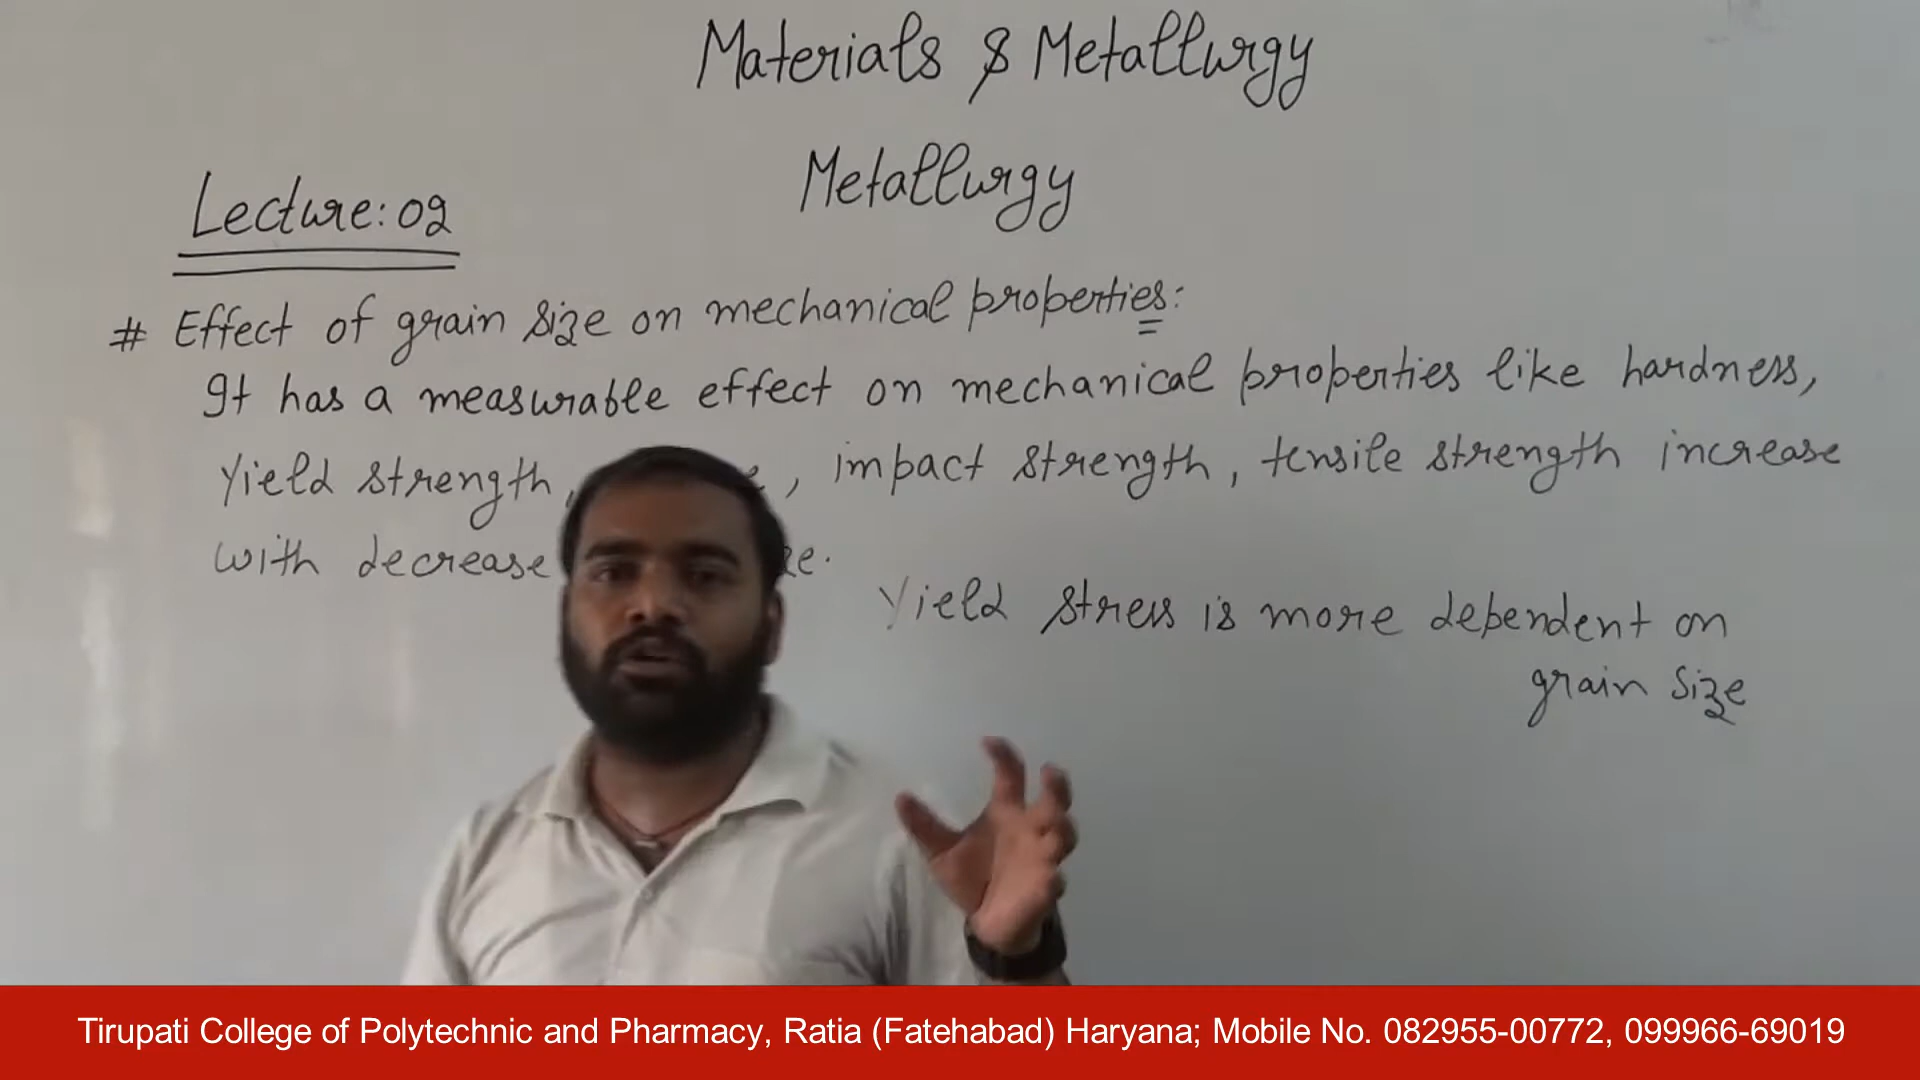 Materials & Metallurgy
Metallurgy
Lecture: 02
# Effect of grain size on mechanical properties:
It has a measurable effect on mechanical properties like hardness,
Yield strength, , impact strength, tensile strength increase
with decrease
Yield stress is more dependent on
grain size
Tirupati College of Polytechnic and Pharmacy, Ratia (Fatehabad) Haryana; Mobile No. 082955-00772, 099966-69019